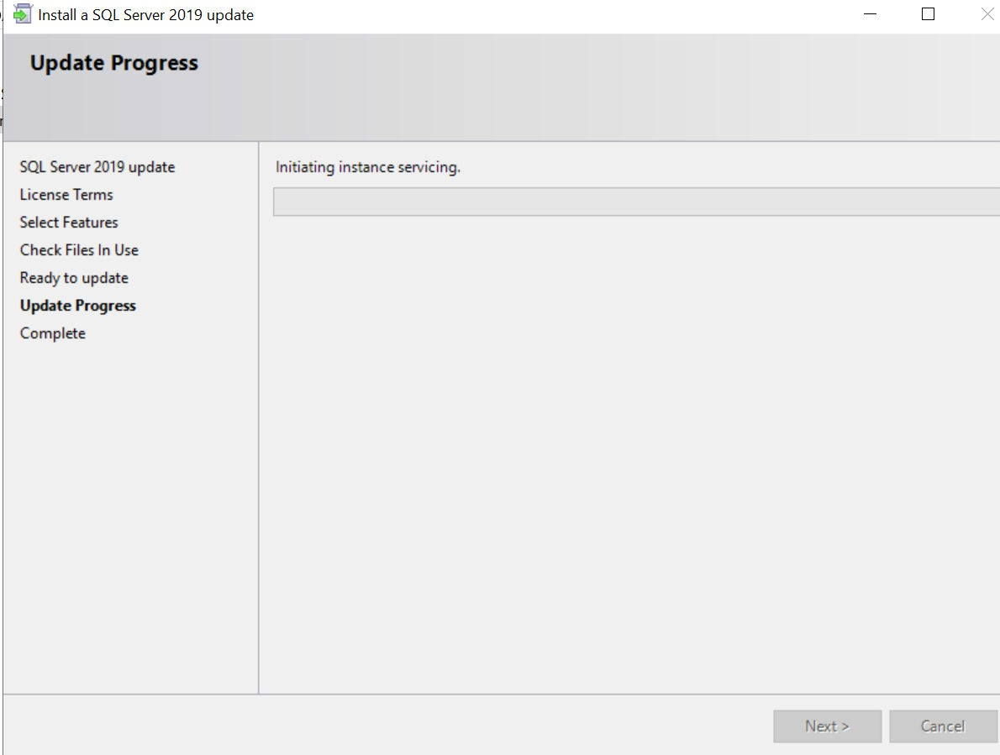 Install a SQL Server 2019 update
Update Progress
SQL Server 2019 update
License Terms
Select Features
Check Files In Use
Ready to update
Update Progress
Complete
Initiating instance servicing.
Next >
Cancel